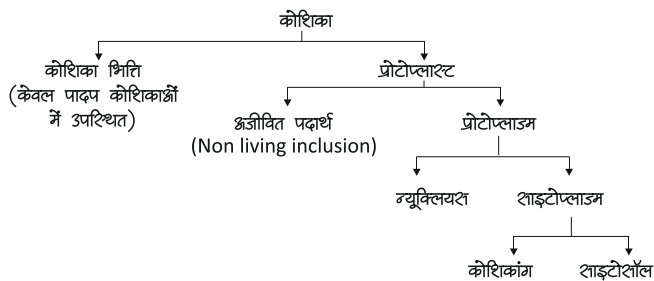 कोशिका
कोशिका भित्ति
(केवल पादप कोशिकाओं
में उपस्थित)
प्रोटोप्लास्ट
अजीवित पदार्थ
(Non living inclusion)
प्रोटोप्लाज्म
न्यूक्लियस
साइटोप्लाज्म
कोशिकांग
साइटोसॉल